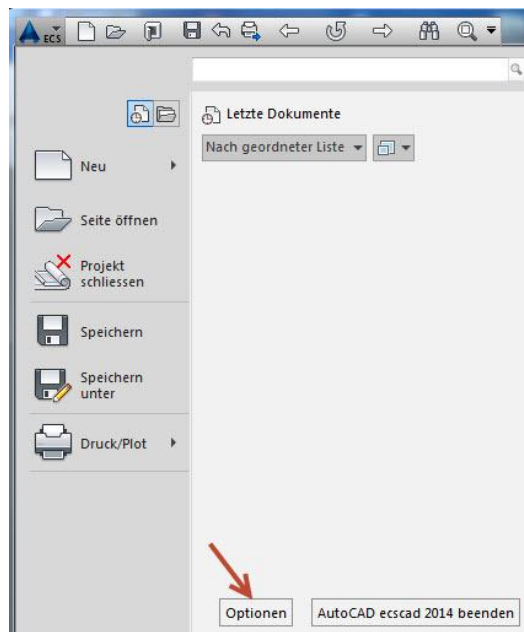 ECS
Letzte Dokumente
Nach geordneter Liste
Neu
Seite öffnen
Projekt
schliessen
Speichern
Speichern
unter
Druck/Plot
Optionen
AutoCAD ecscad 2014 beenden